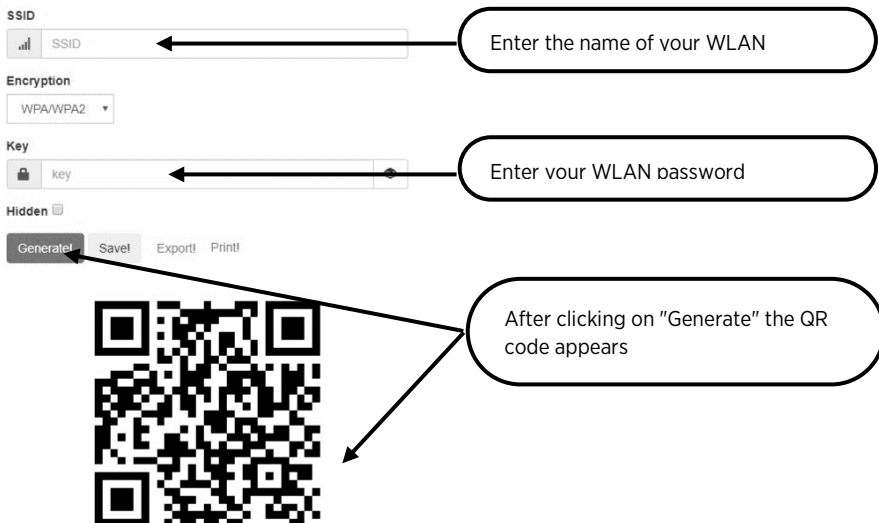 SSID
SSID
Enter the name of your WLAN
Encryption
WPA/WPA2
Key
key
Enter your WLAN password
Hidden
Generate! Save! Export! Print!
After clicking on "Generate" the QR
code appears